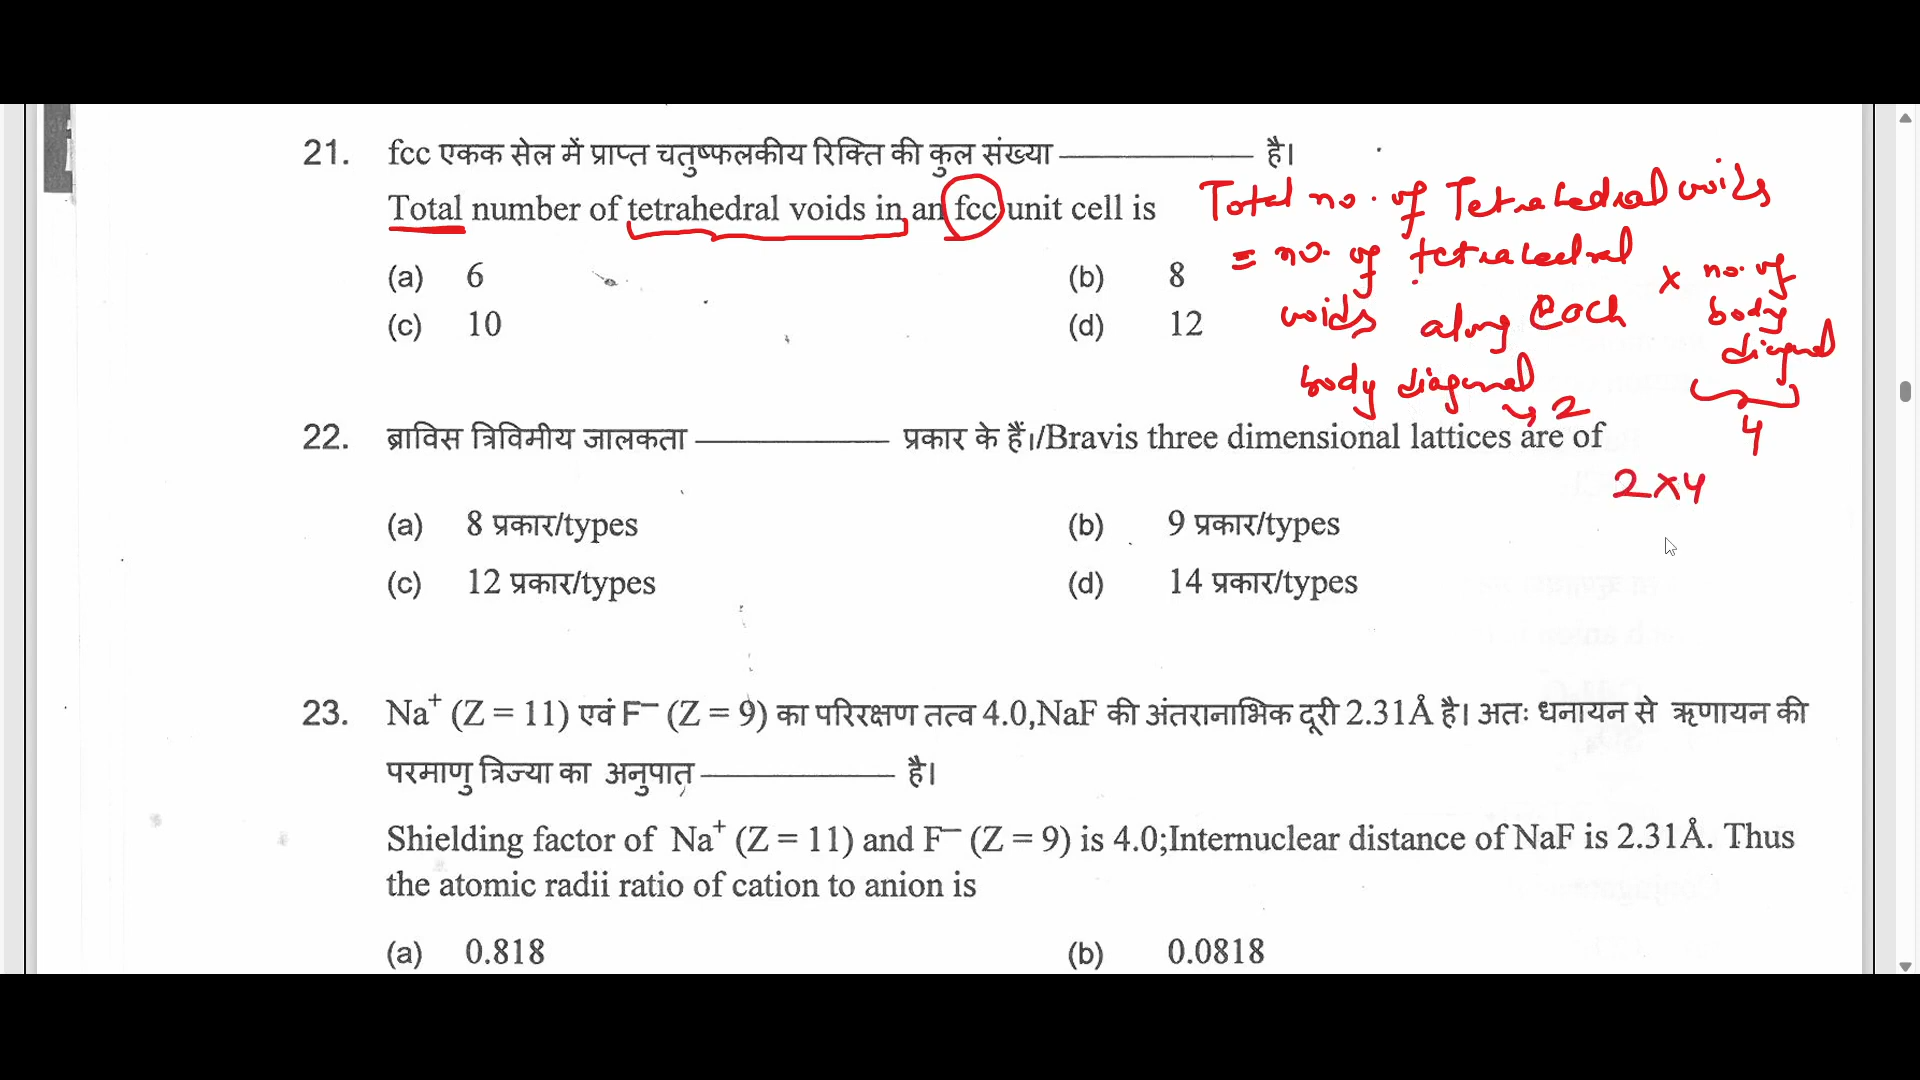 21. fcc एकक सेल में प्राप्त चतुष्फलकीय रिक्ति की कुल संख्या ————— है।
Total number of tetrahedral voids in an fcc unit cell is
(a) 6 (b) 8
(c) 10 (d) 12
Total no. of Tetrahedral voids
= no. of tetrahedral
voids along each
body diagonal
→ 2
× no. of
body
diagonal
4
2×4
22. ब्राविस त्रिविमीय जालकता ————— प्रकार के हैं।/Bravis three dimensional lattices are of
(a) 8 प्रकार/types (b) 9 प्रकार/types
(c) 12 प्रकार/types (d) 14 प्रकार/types
23. Na⁺ (Z = 11) एवं F⁻ (Z = 9) का परिरक्षण तत्व 4.0,NaF की अंतरानाभिक दूरी 2.31Å है। अतः धनायन से ऋणायन की
परमाणु त्रिज्या का अनुपात ————— है।
Shielding factor of Na⁺ (Z = 11) and F⁻ (Z = 9) is 4.0;Internuclear distance of NaF is 2.31Å. Thus
the atomic radii ratio of cation to anion is
(a) 0.818 (b) 0.0818